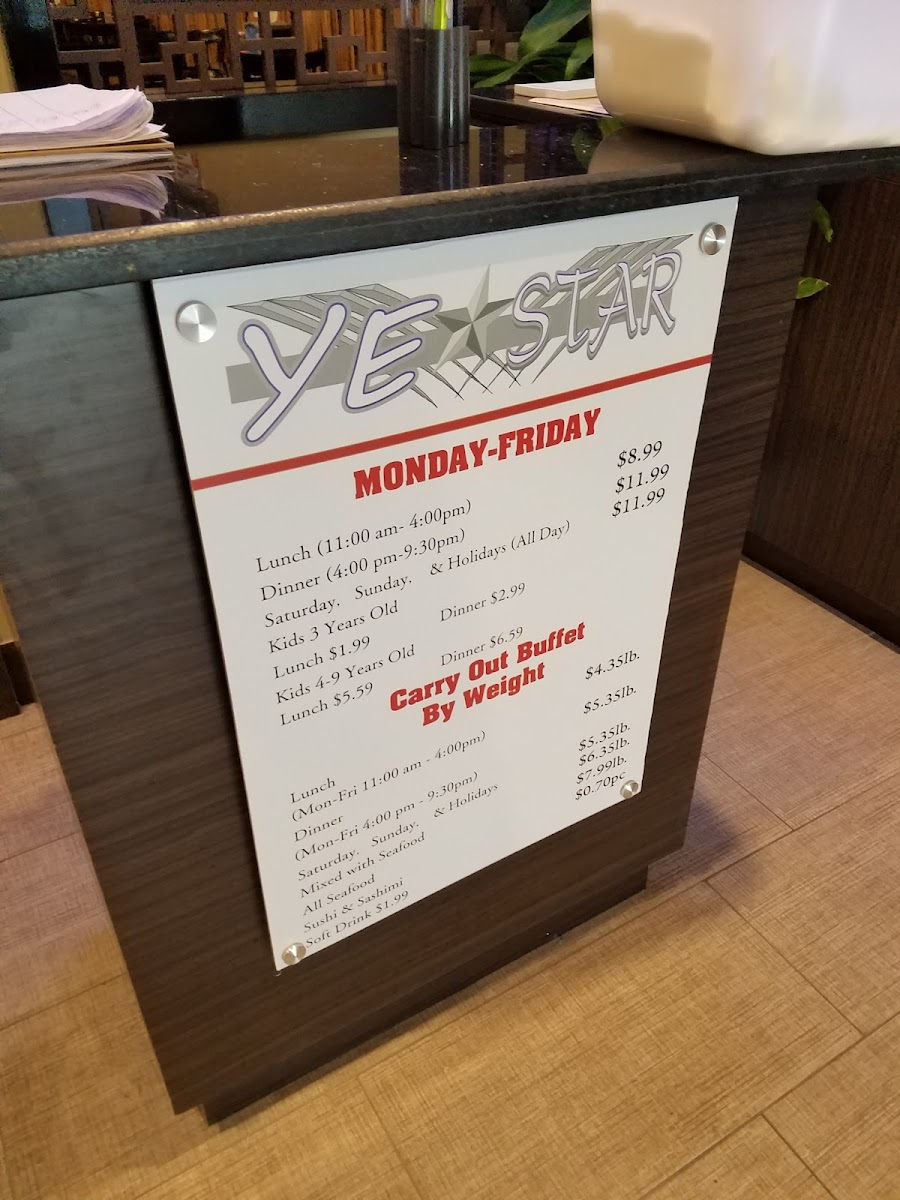 YE STAR
MONDAY-FRIDAY
Lunch (11:00 am- 4:00pm) $8.99
Dinner (4:00 pm-9:30pm) $11.99
Saturday, Sunday, & Holidays (All Day) $11.99
Kids 3 Years Old
Lunch $1.99 Dinner $2.99
Kids 4-9 Years Old
Lunch $5.59 Dinner $6.59
Carry Out Buffet
By Weight
Lunch
(Mon-Fri 11:00 am - 4:00pm) $4.35lb.
Dinner
(Mon-Fri 4:00 pm - 9:30pm) $5.35lb.
Saturday, Sunday, & Holidays $5.35lb.
Mixed with Seafood $6.35lb.
All Seafood $7.99lb.
Sushi & Sashimi $0.70pc
Soft Drink $1.99